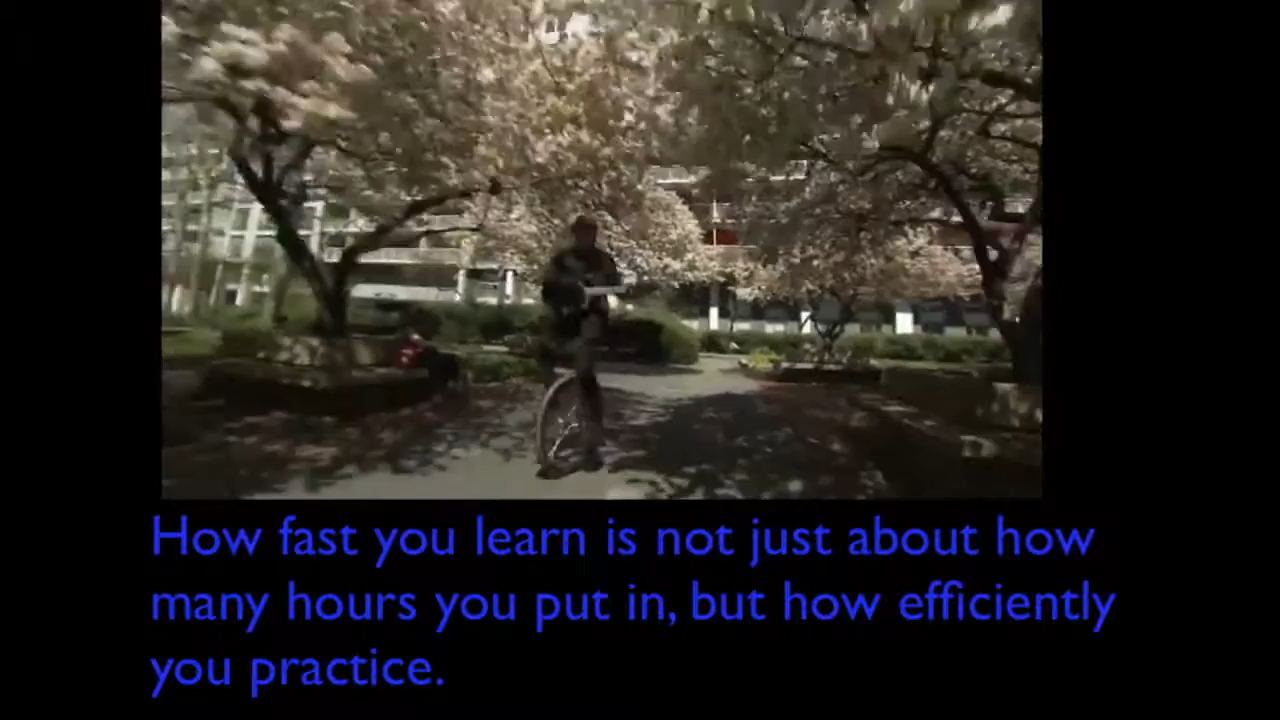 How fast you learn is not just about how
many hours you put in, but how efficiently
you practice.